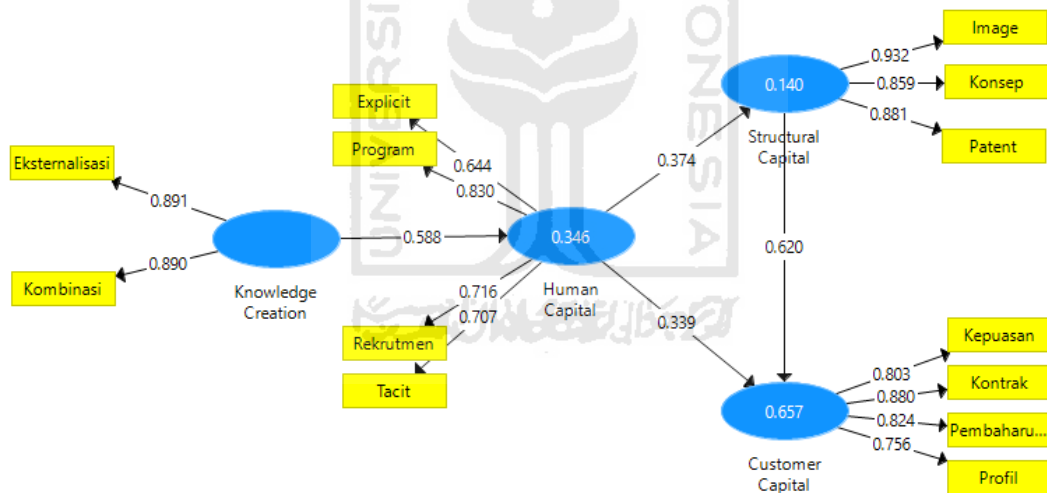 Image
0.932
Konsep
0.859
0.881
Patent
0.140
Structural
Capital
Explicit
Program
0.644
0.830
0.374
Eksternalisasi
0.891
0.588
0.346
0.620
0.890
Kombinasi
Knowledge
Creation
Human
Capital
0.716
0.707
Rekrutmen
Tacit
0.339
Kepuasan
0.803
Kontrak
0.880
0.824
Pembaharu...
0.756
Profil
0.657
Customer
Capital
UNIVERSI
ONESIA